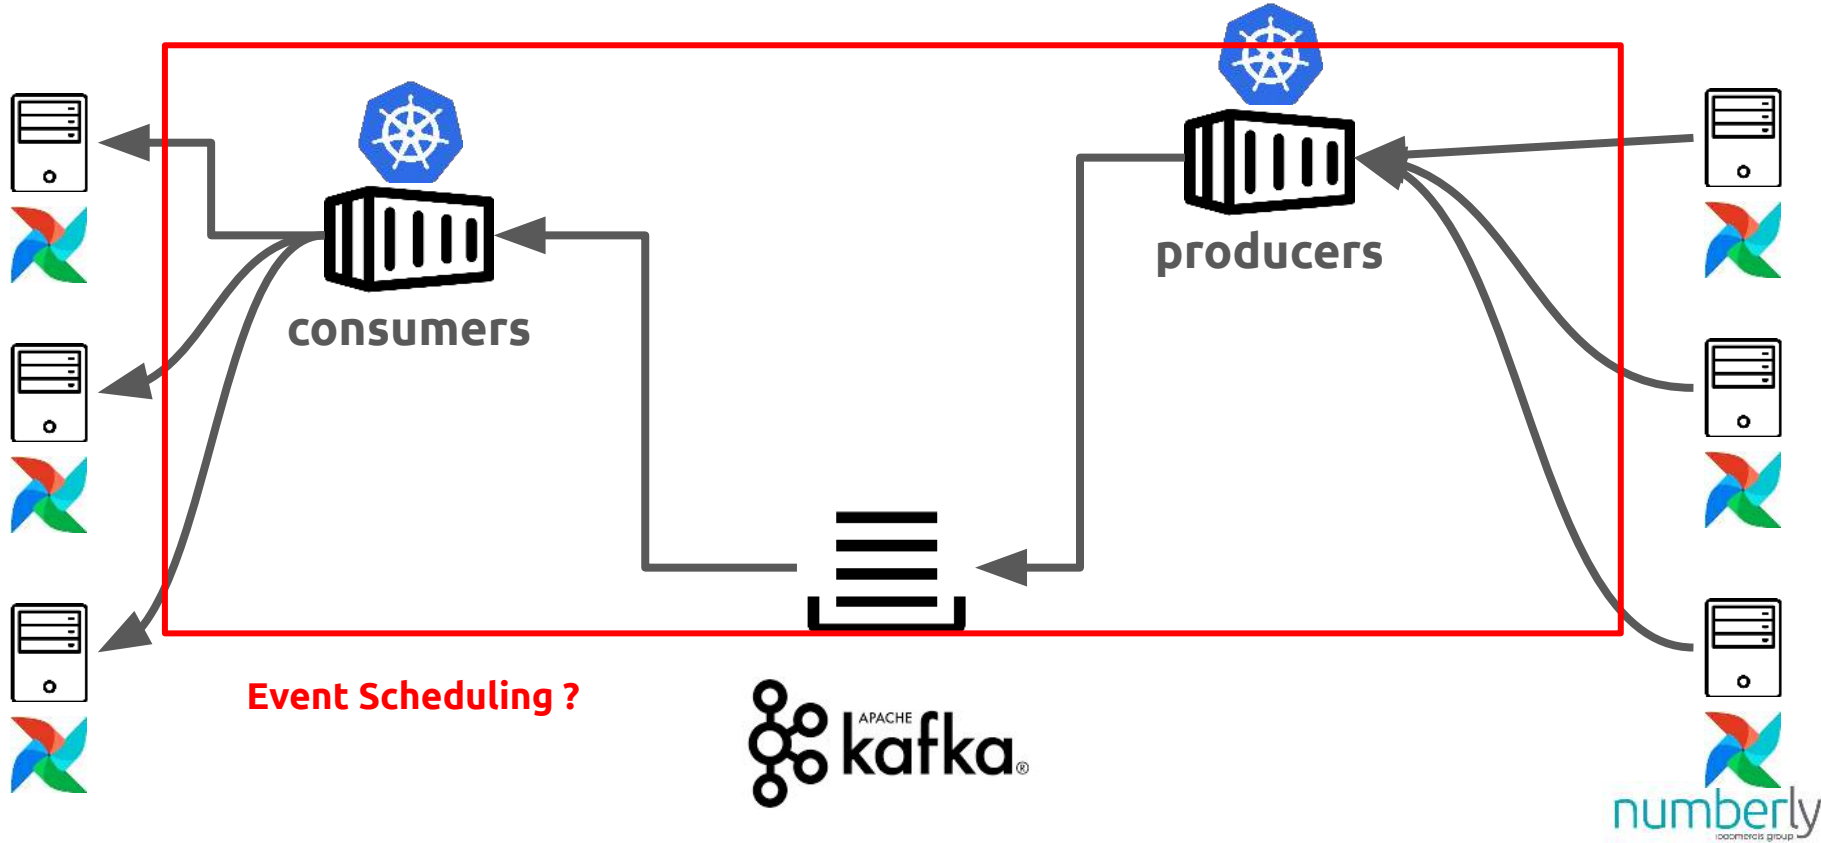 producers
consumers
Event Scheduling ?
APACHE
kafka®
numberly